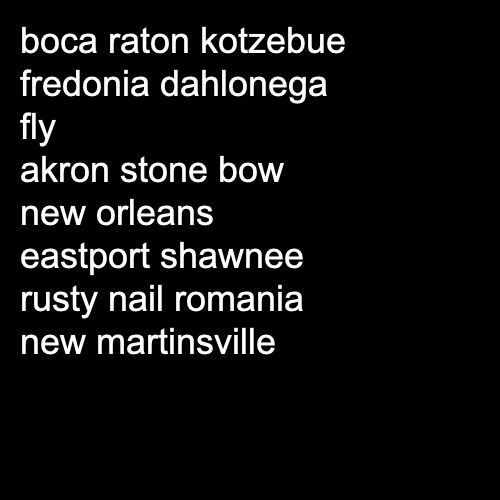 boca raton kotzebue
fredonia dahlonega
fly
akron stone bow
new orleans
eastport shawnee
rusty nail romania
new martinsville